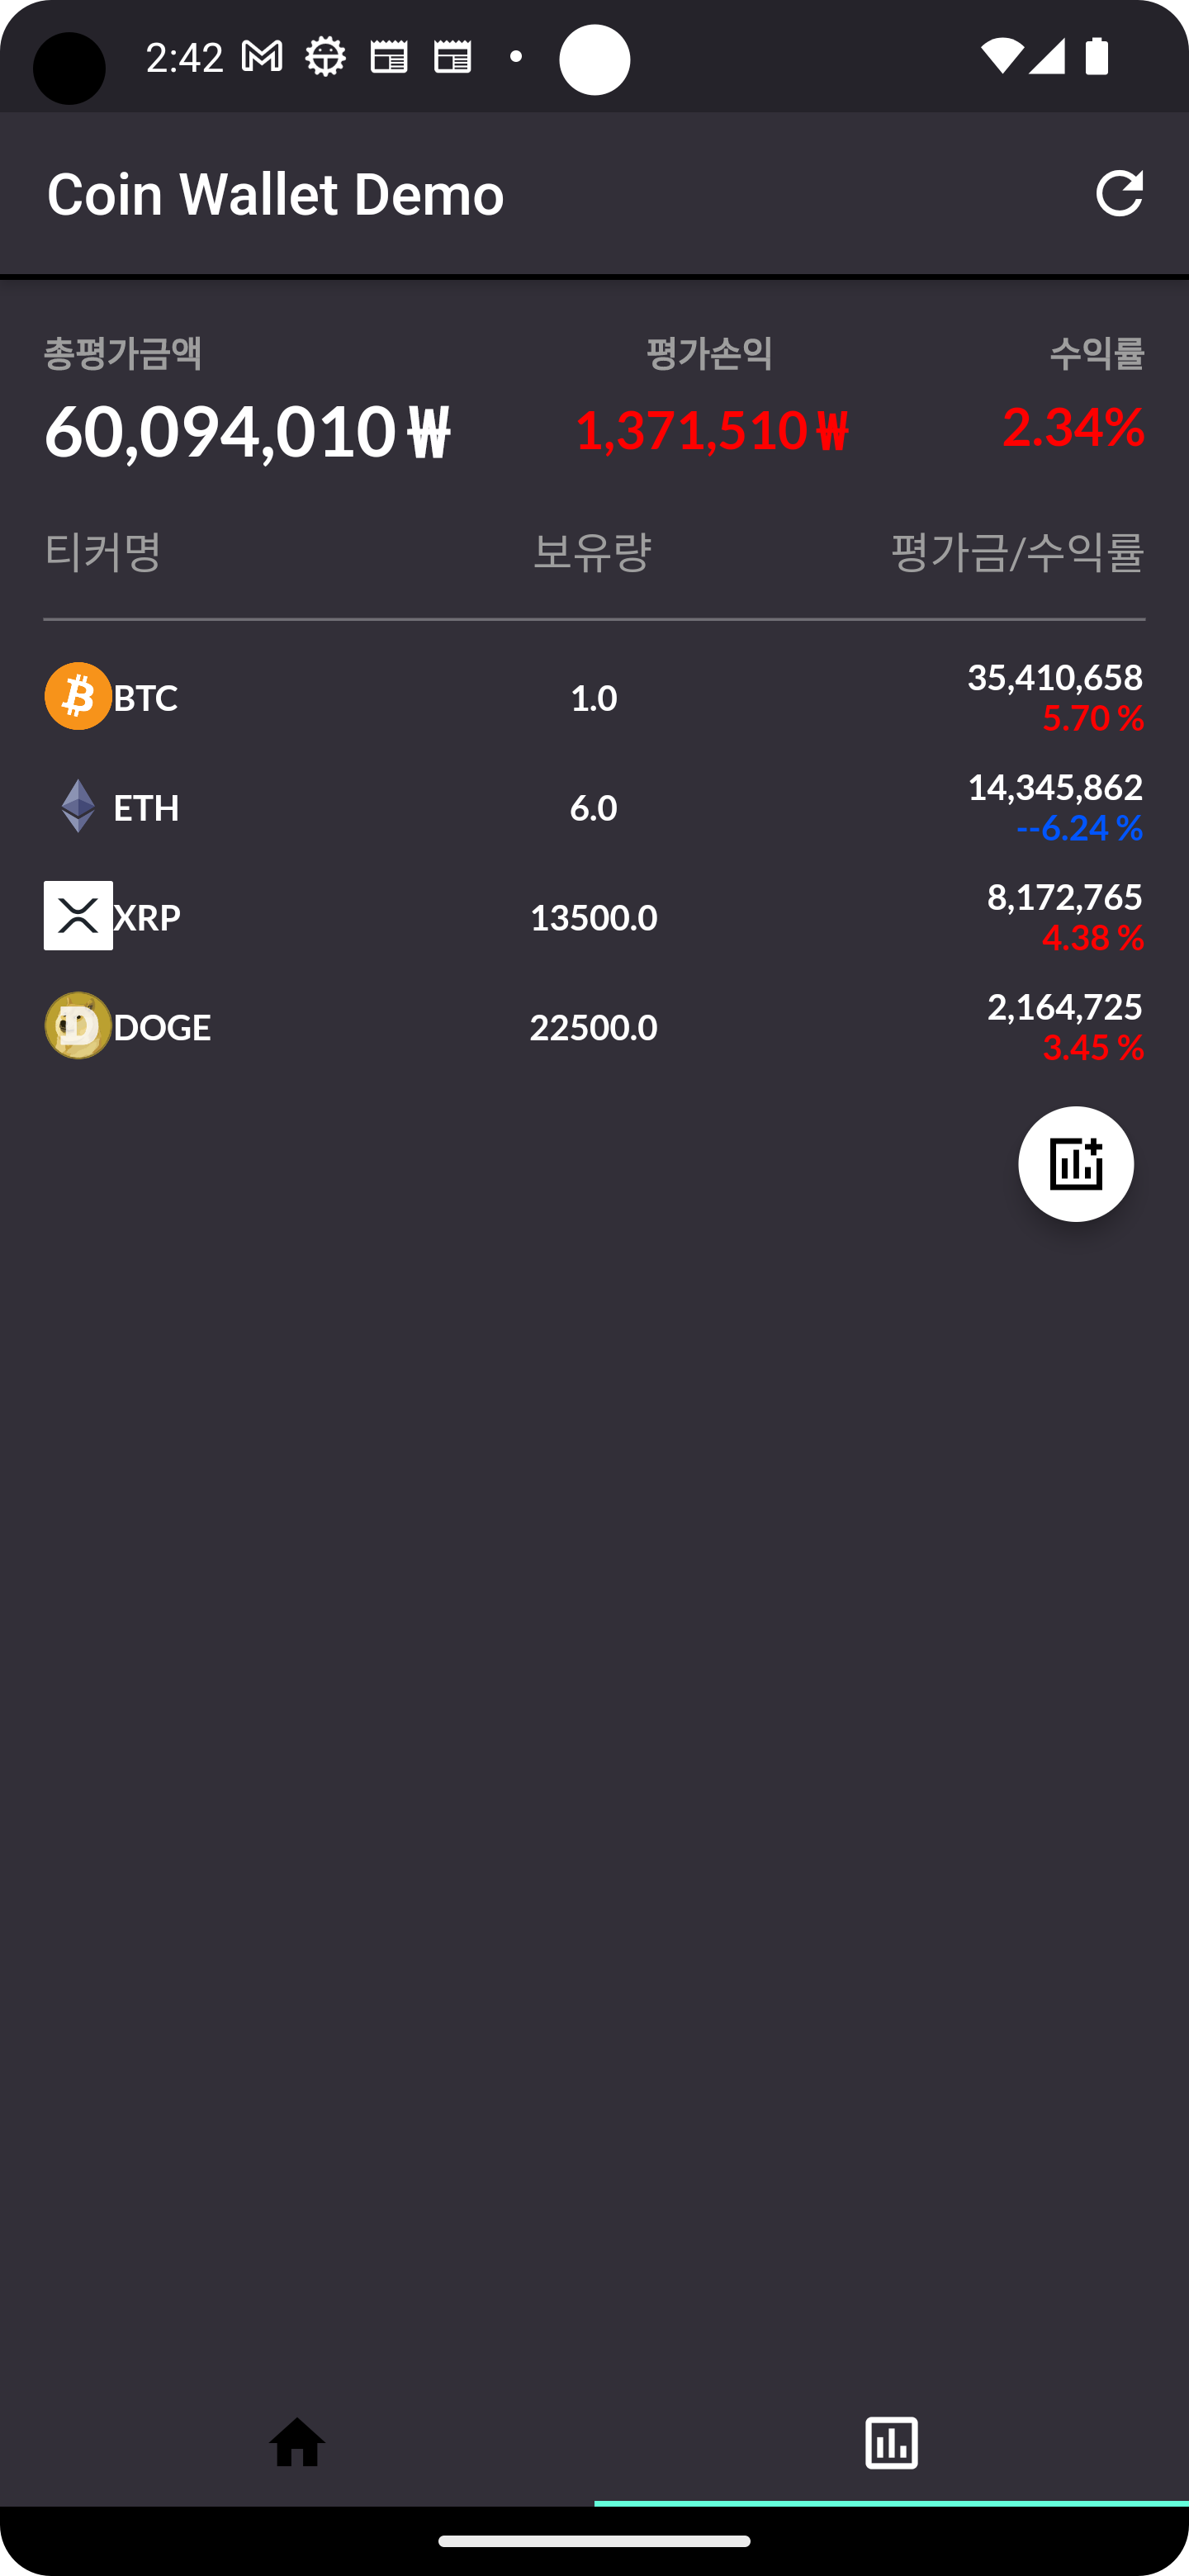 2:42
Coin Wallet Demo
총평가금액 평가손익 수익률
60,094,010 ₩ 1,371,510 ₩ 2.34%
티커명 보유량 평가금/수익률
BTC 1.0 35,410,658
5.70 %
ETH 6.0 14,345,862
--6.24 %
XRP 13500.0 8,172,765
4.38 %
DOGE 22500.0 2,164,725
3.45 %